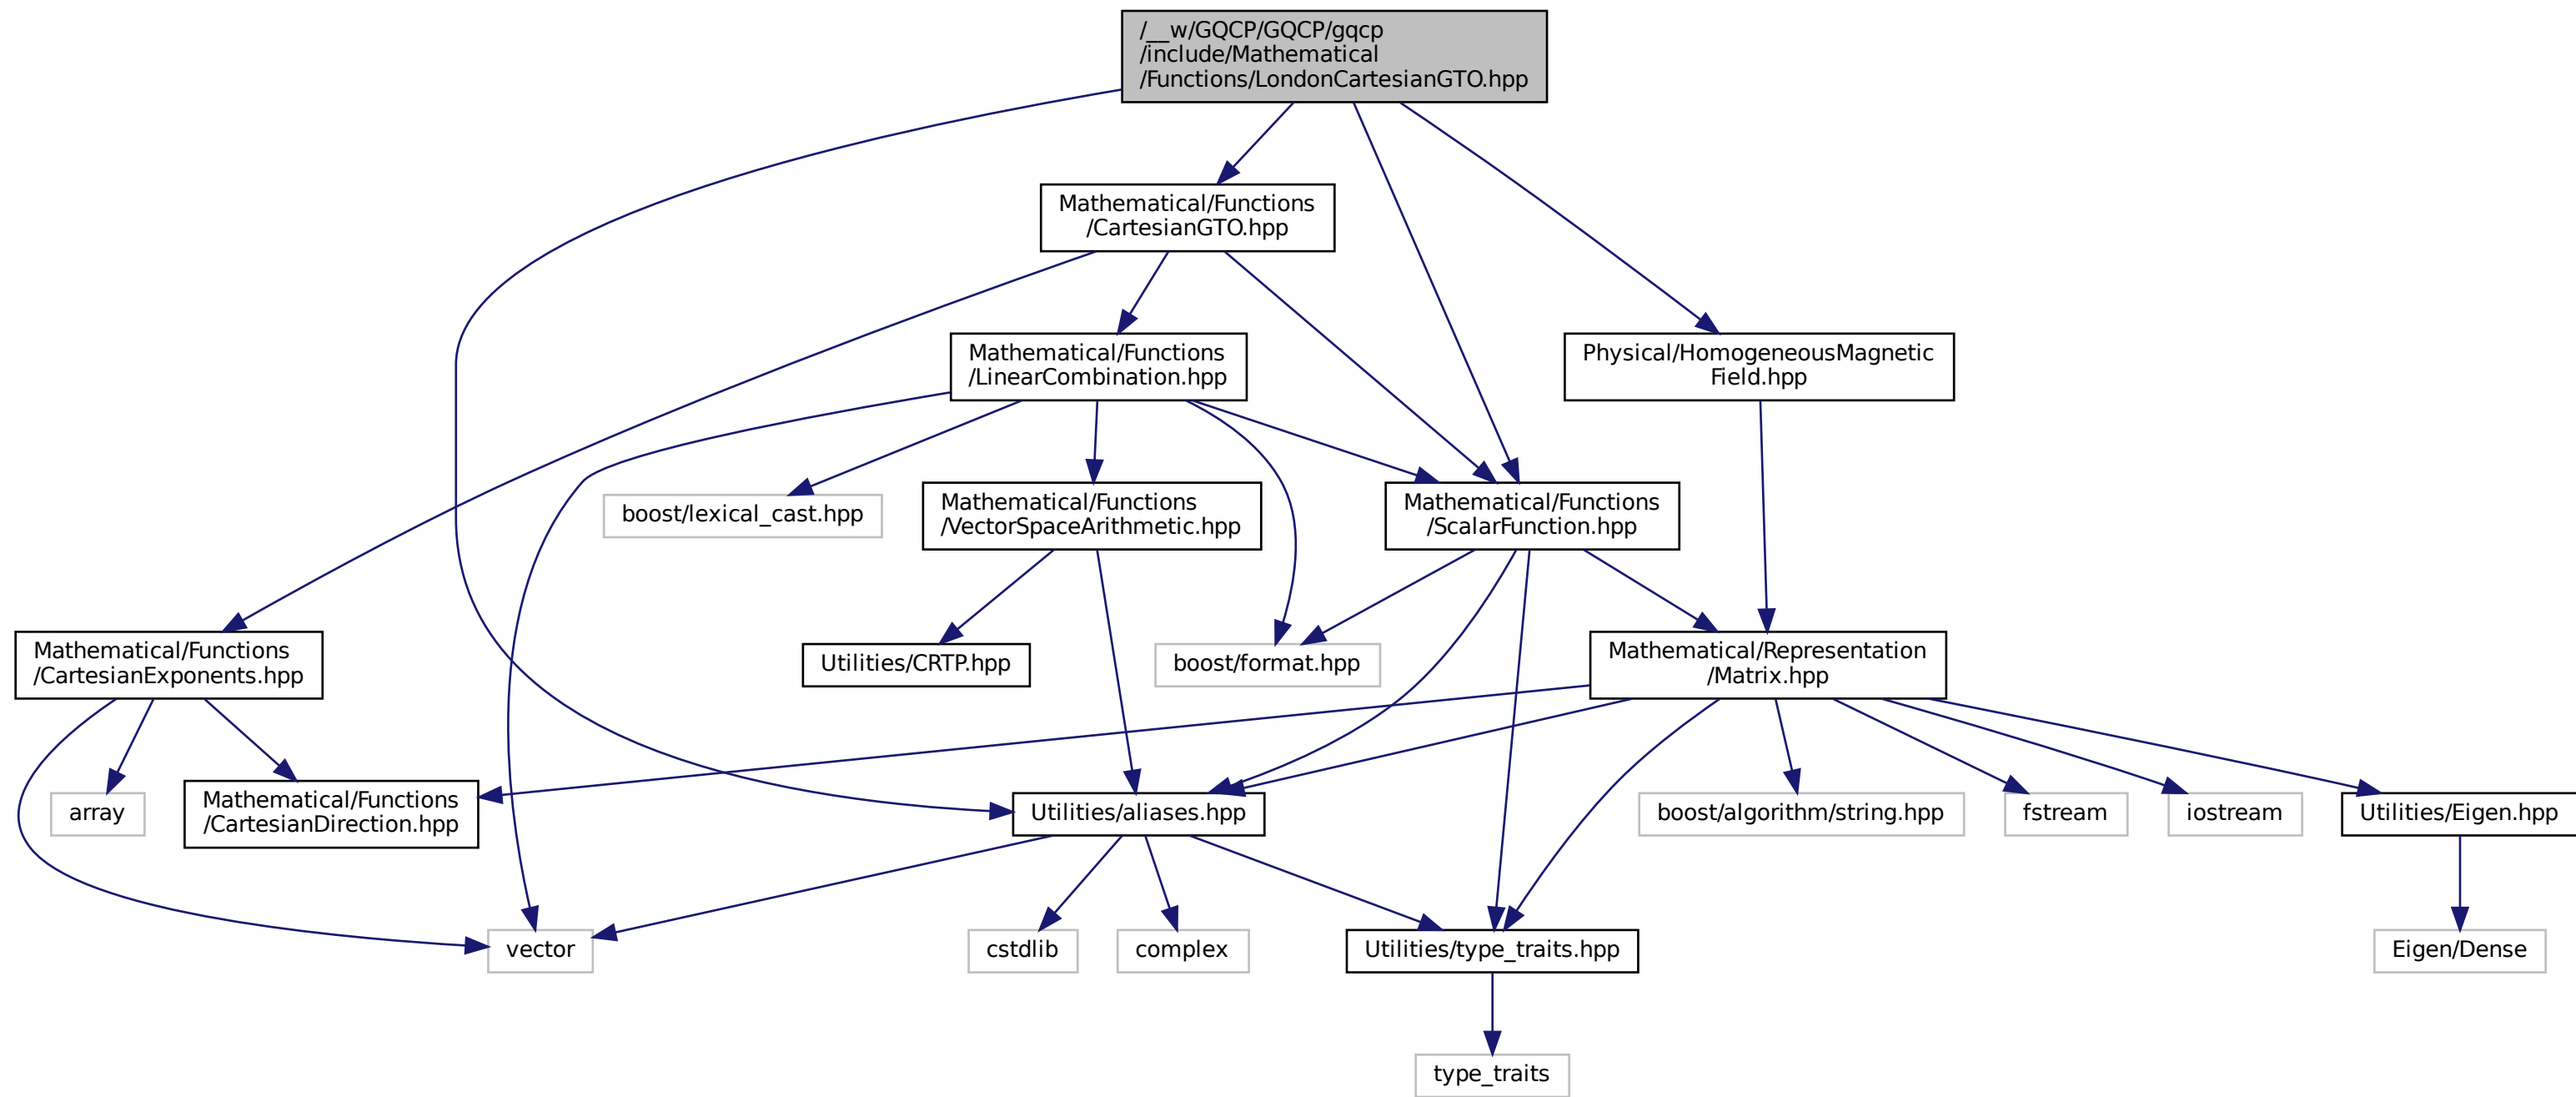 /__w/GQCP/GQCP/gqcp
/include/Mathematical
/Functions/LondonCartesianGTO.hpp
Mathematical/Functions
/CartesianGTO.hpp
Mathematical/Functions
/LinearCombination.hpp
Physical/HomogeneousMagnetic
Field.hpp
boost/lexical_cast.hpp
Mathematical/Functions
/VectorSpaceArithmetic.hpp
Mathematical/Functions
/ScalarFunction.hpp
Mathematical/Functions
/CartesianExponents.hpp
Utilities/CRTP.hpp
boost/format.hpp
Mathematical/Representation
/Matrix.hpp
array
Mathematical/Functions
/CartesianDirection.hpp
Utilities/aliases.hpp
boost/algorithm/string.hpp
fstream
iostream
Utilities/Eigen.hpp
vector
cstdlib
complex
Utilities/type_traits.hpp
Eigen/Dense
type_traits